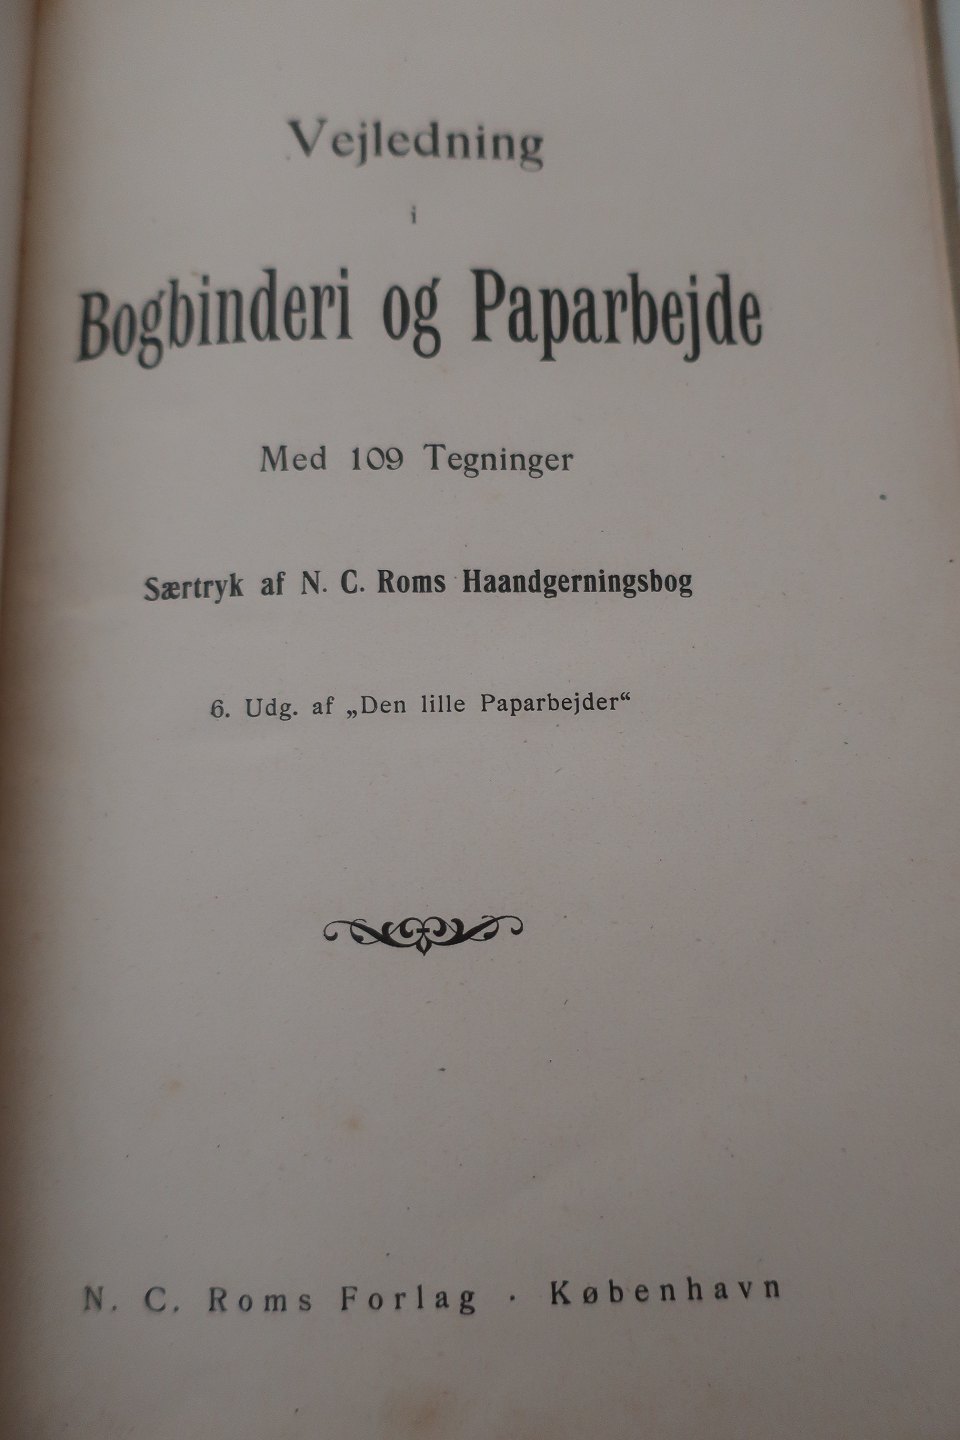 Vejledning
i
Bogbinderi og Paparbejde
Med 109 Tegninger
Særtryk af N. C. Roms Haandgerningsbog
6. Udg. af „Den lille Paparbejder“
N. C. Roms Forlag · København